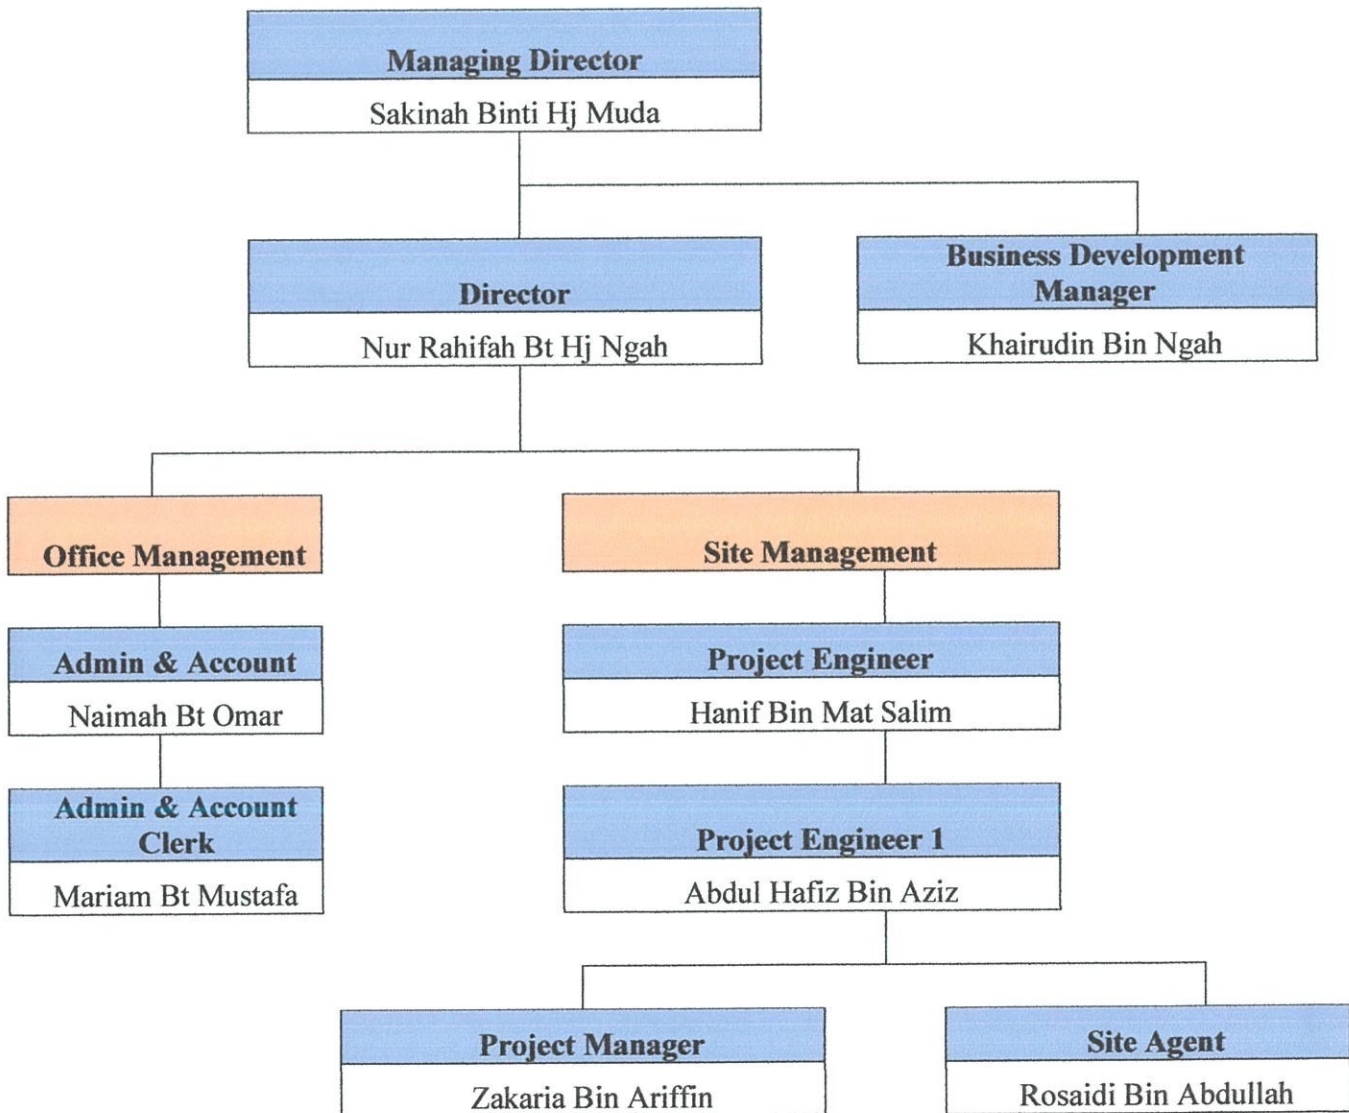 Managing Director
Sakinah Binti Hj Muda
Director
Nur Rahifah Bt Hj Ngah
Business Development
Manager
Khairudin Bin Ngah
Office Management
Site Management
Admin & Account
Naimah Bt Omar
Project Engineer
Hanif Bin Mat Salim
Admin & Account
Clerk
Mariam Bt Mustafa
Project Engineer 1
Abdul Hafiz Bin Aziz
Project Manager
Zakaria Bin Ariffin
Site Agent
Rosaidi Bin Abdullah